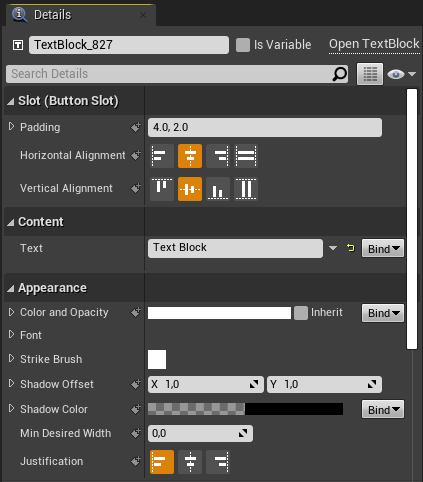 Details
TextBlock_827 Is Variable Open TextBlock
Search Details
Slot (Button Slot)
Padding 4.0, 2.0
Horizontal Alignment
Vertical Alignment
Content
Text Text Block Bind
Appearance
Color and Opacity Inherit Bind
Font
Strike Brush
Shadow Offset X 1,0 Y 1,0
Shadow Color Bind
Min Desired Width 0,0
Justification